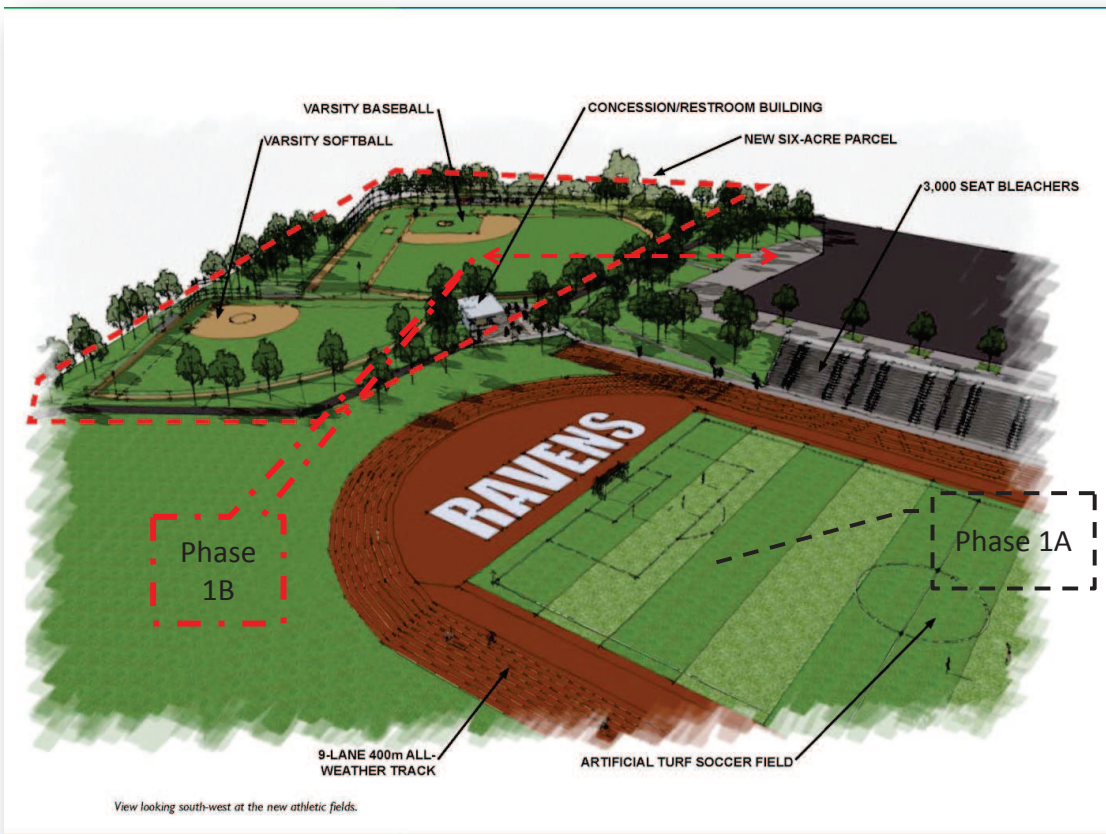 VARSITY BASEBALL
CONCESSION/RESTROOM BUILDING
VARSITY SOFTBALL
NEW SIX-ACRE PARCEL
3,000 SEAT BLEACHERS
RAVENS
Phase
1B
Phase 1A
9-LANE 400m ALL-
WEATHER TRACK
ARTIFICIAL TURF SOCCER FIELD
View looking south-west at the new athletic fields.